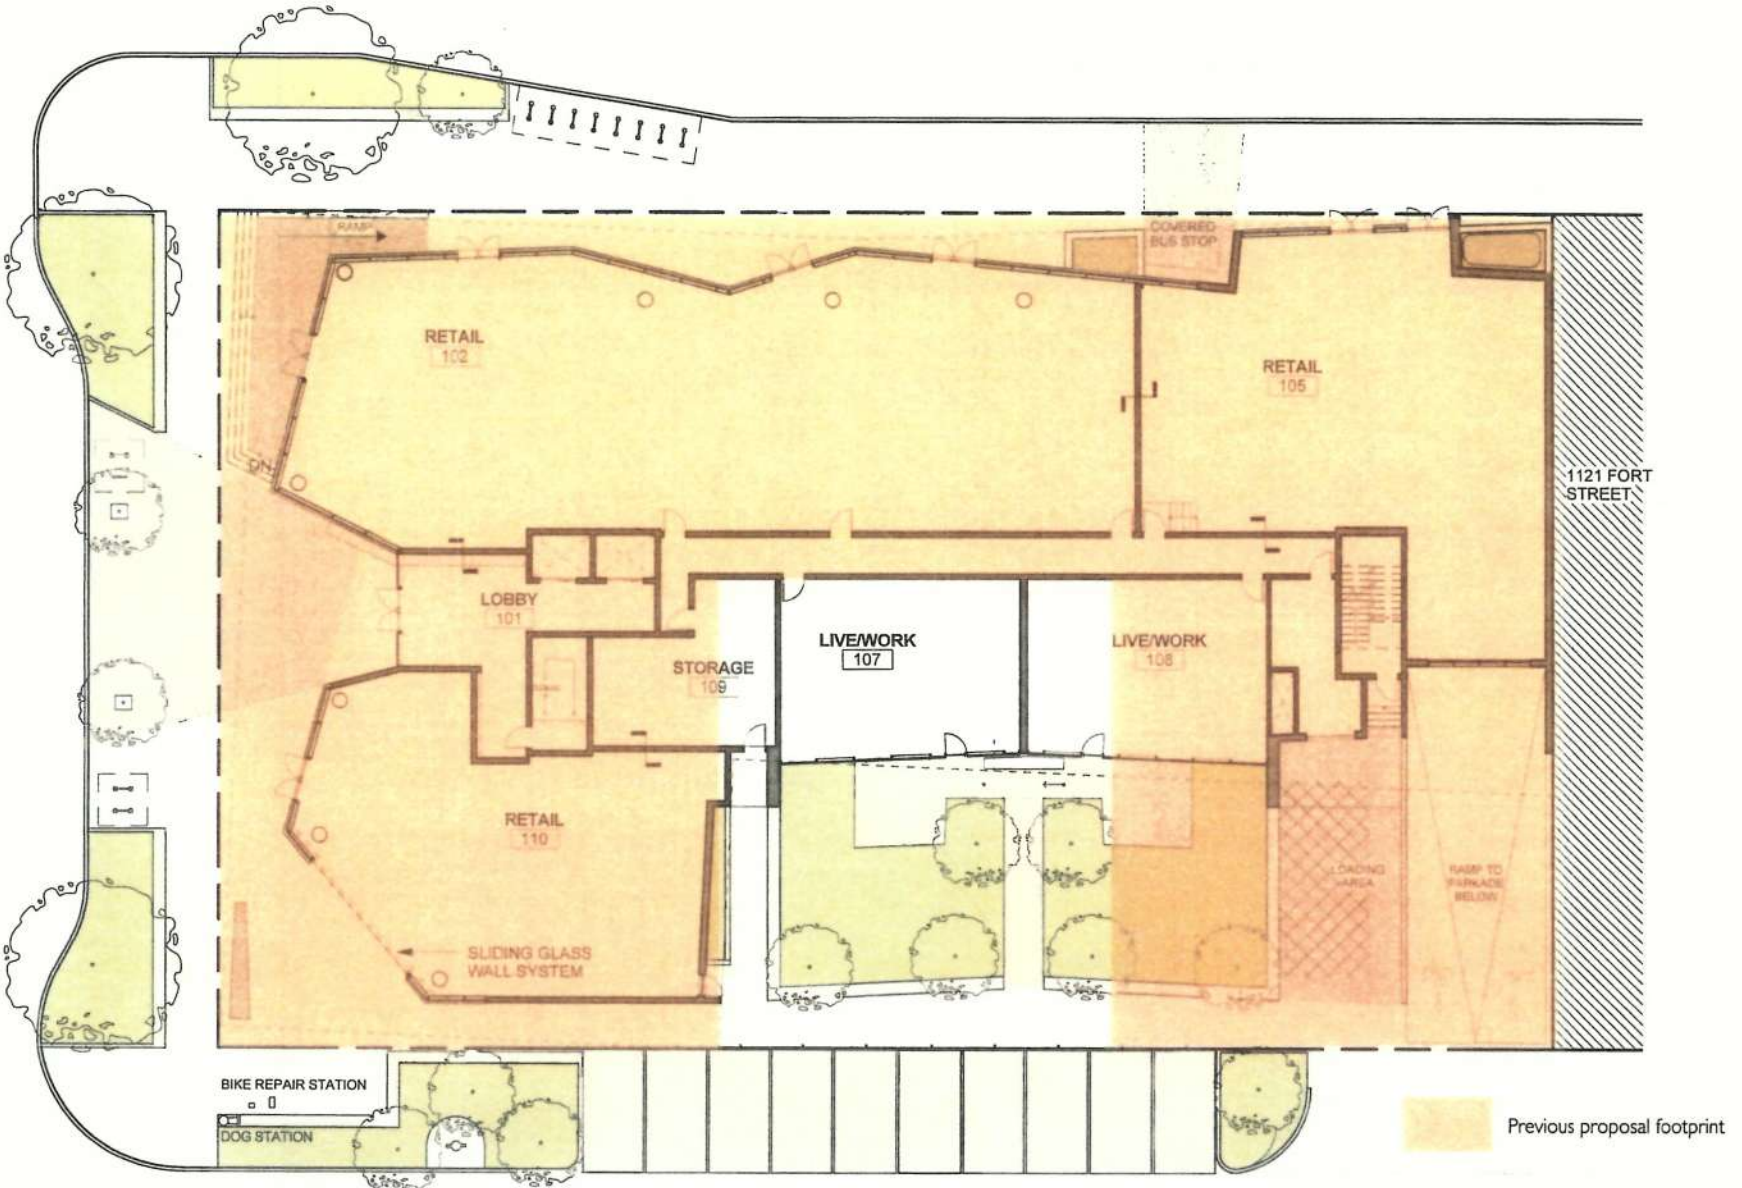 RAMP
COVERED
BUS STOP
RETAIL
102
RETAIL
105
DN
1121 FORT
STREET
LOBBY
101
LIVE/WORK
107
LIVE/WORK
108
STORAGE
109
RETAIL
110
LOADING
AREA
RAMP TO
PARKADE
BELOW
SLIDING GLASS
WALL SYSTEM
BIKE REPAIR STATION
DOG STATION
Previous proposal footprint